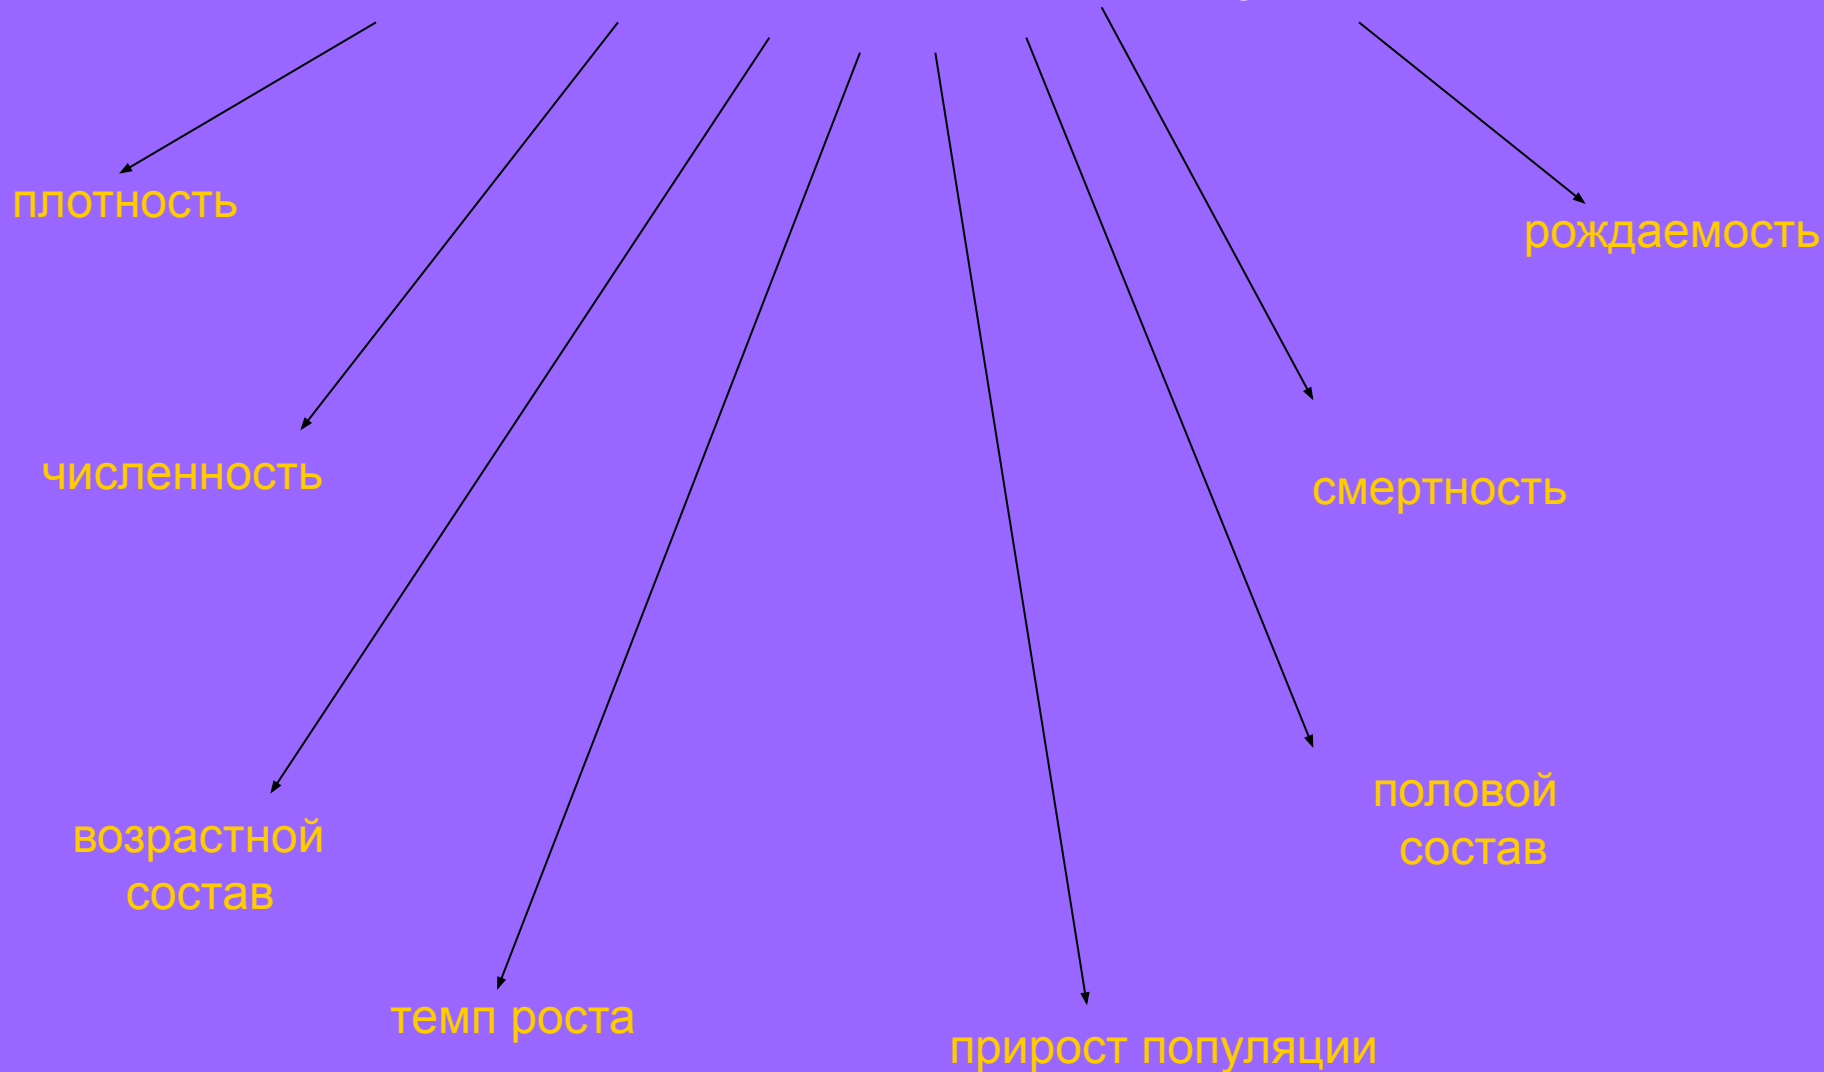 плотность
рождаемость
численность
смертность
половой
состав
возрастной
состав
темп роста
прирост популяции